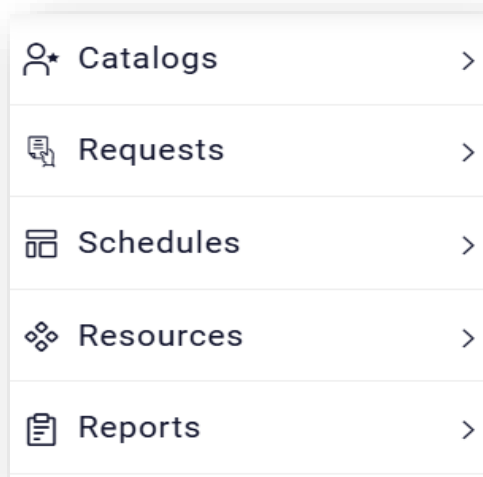 Catalogs
Requests
Schedules
Resources
Reports